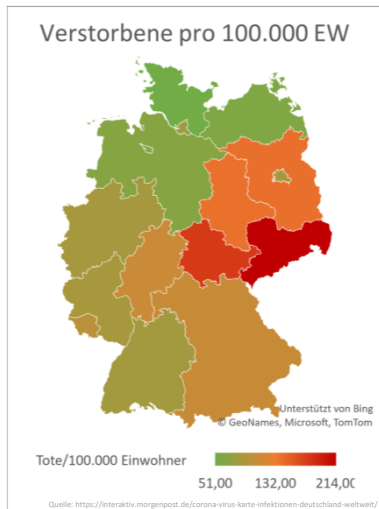 Verstorbene pro 100.000 EW
Unterstützt von Bing
© GeoNames, Microsoft, TomTom
Tote/100.000 Einwohner
51,00 132,00 214,00
Quelle: https://interaktiv.morgenpost.de/corona-virus-karte-infektionen-deutschland-weltweit/